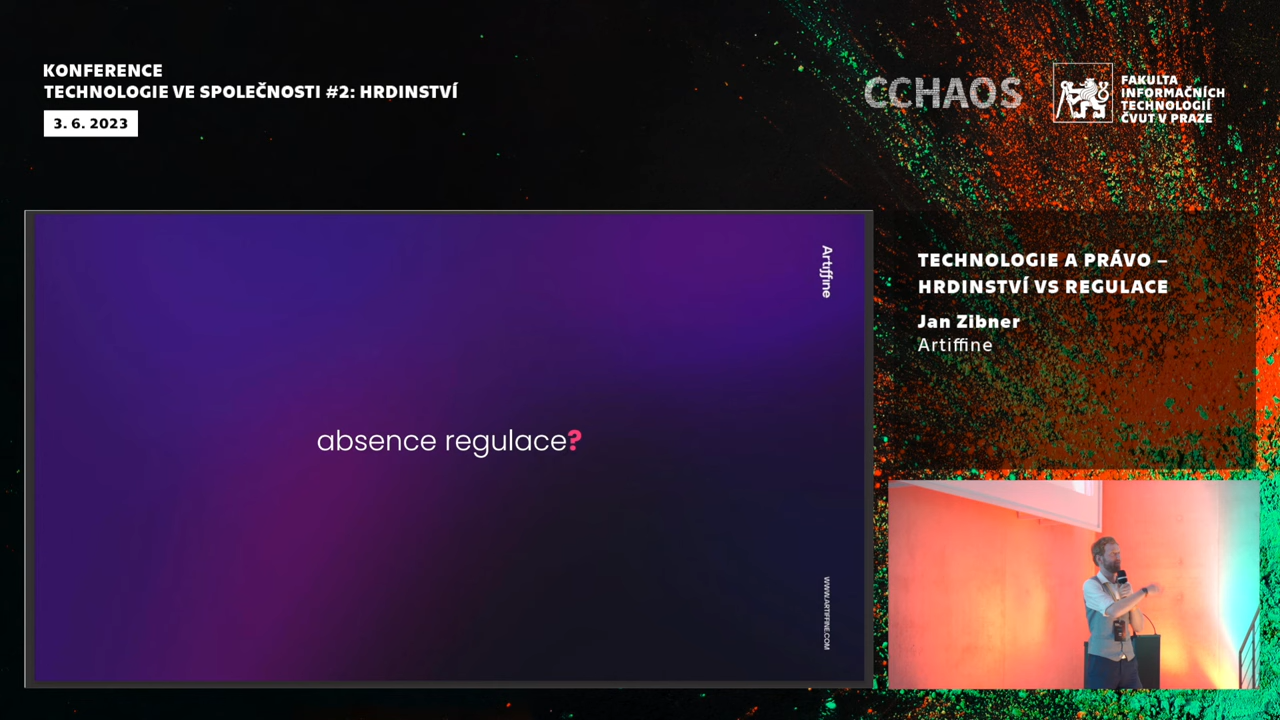 KONFERENCE
TECHNOLOGIE VE SPOLEČNOSTI #2: HRDINSTVÍ
3. 6. 2023
CCHAOS
FAKULTA
INFORMAČNÍCH
TECHNOLOGIÍ
ČVUT V PRAZE
Artiffine
absence regulace?
WWW.ARTIFFINE.COM
TECHNOLOGIE A PRÁVO –
HRDINSTVÍ VS REGULACE
Jan Zibner
Artiffine